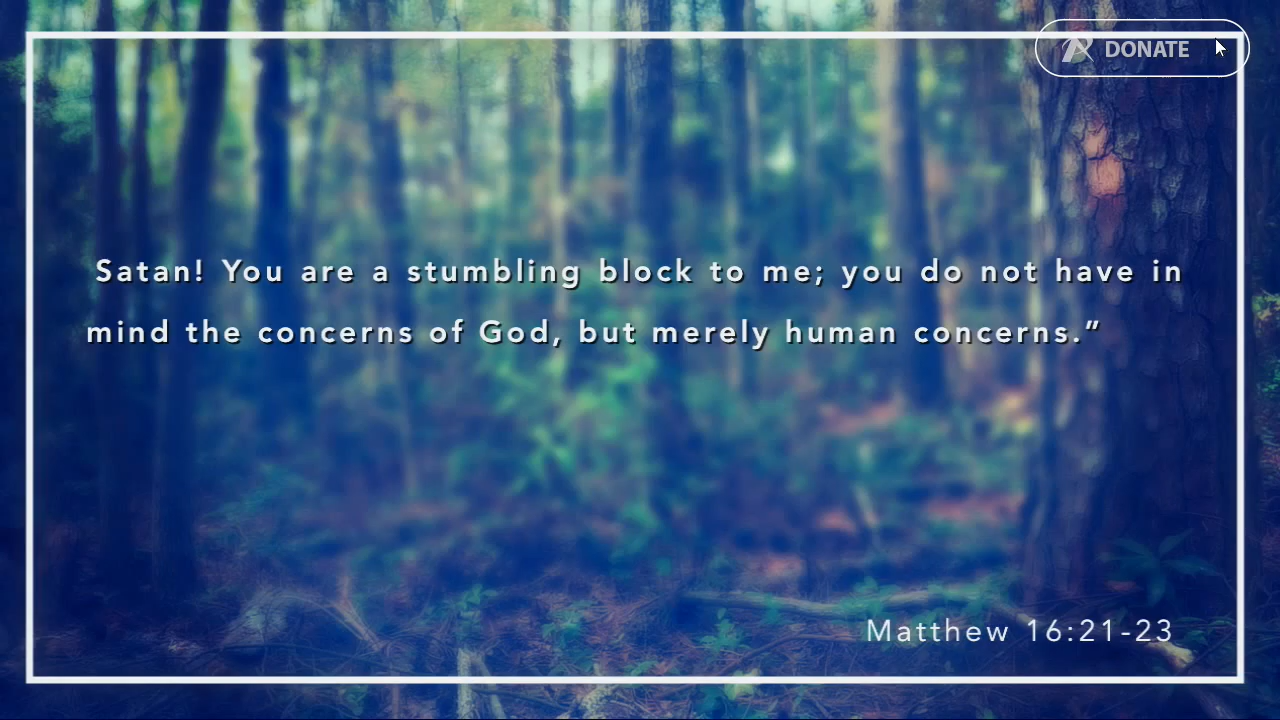 DONATE
Satan! You are a stumbling block to me; you do not have in
mind the concerns of God, but merely human concerns.”
Matthew 16:21-23